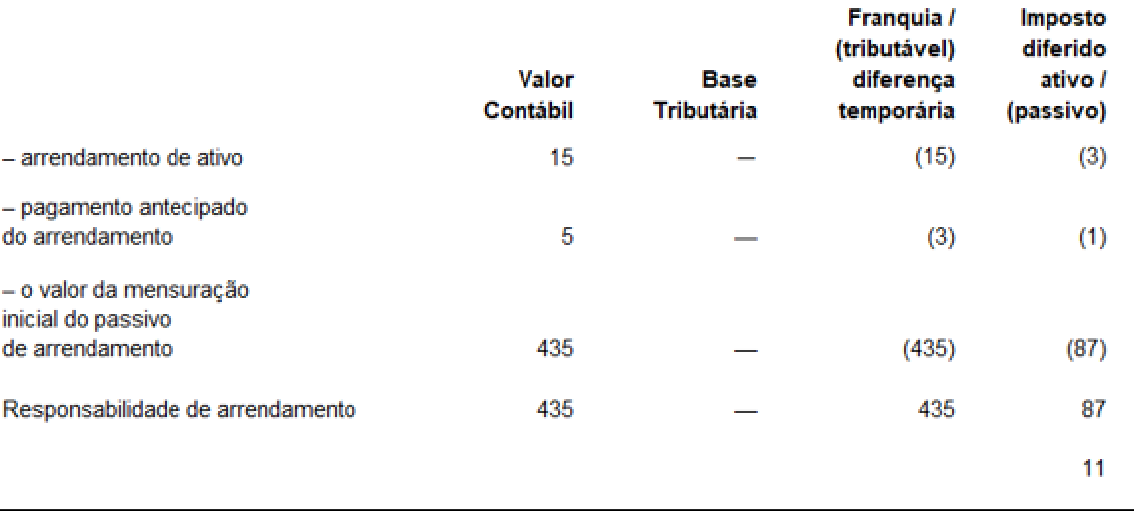 Franquia / Imposto
(tributável) diferido
Valor Base diferença ativo /
Contábil Tributária temporária (passivo)
– arrendamento de ativo 15 — (15) (3)
– pagamento antecipado
do arrendamento 5 — (3) (1)
– o valor da mensuração
inicial do passivo
de arrendamento 435 — (435) (87)
Responsabilidade de arrendamento 435 — 435 87
11